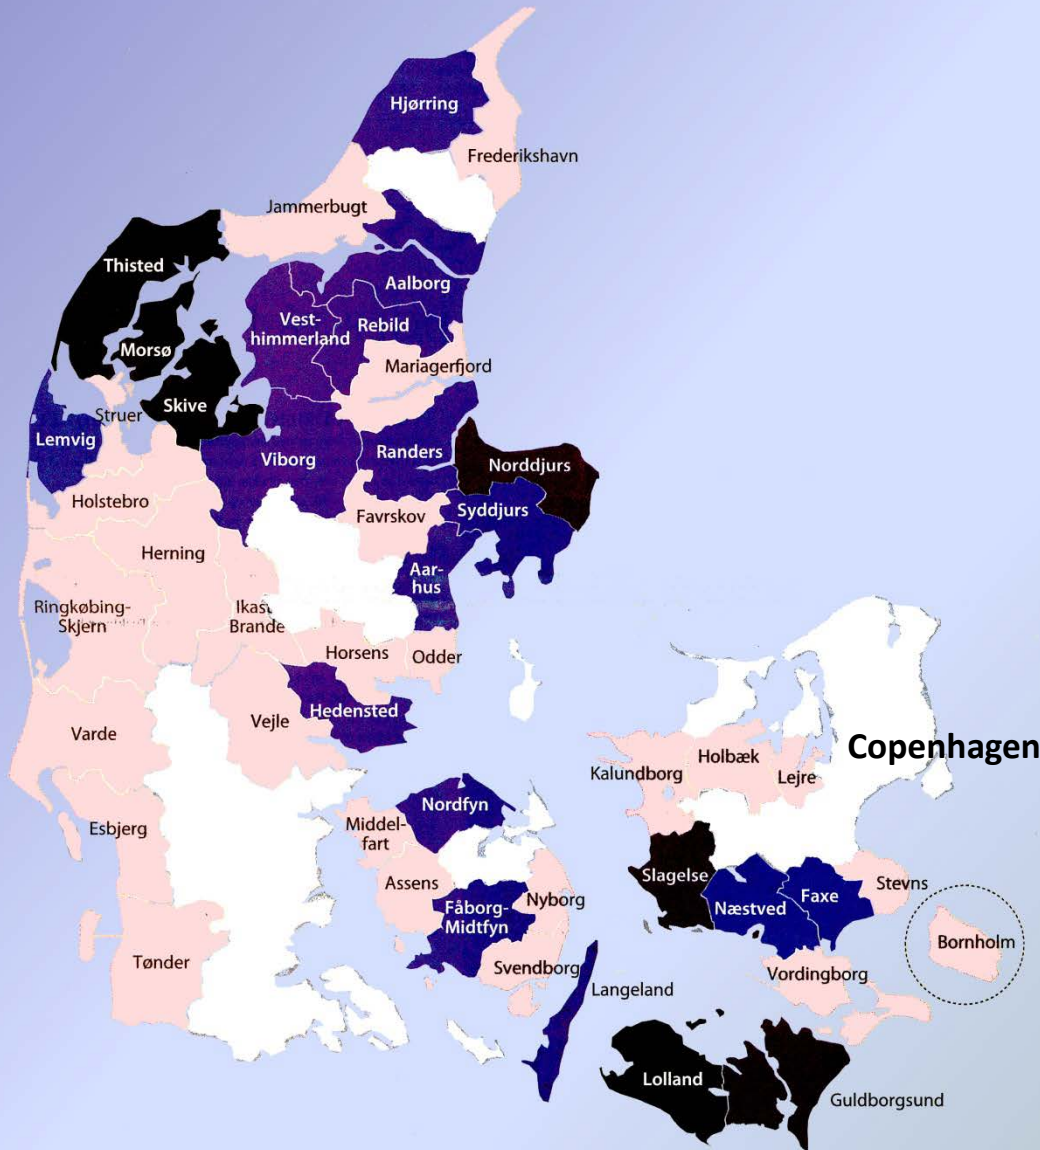 Hjørring
Frederikshavn
Jammerbugt
Thisted
Aalborg
Vest-
himmerland
Rebild
Morsø
Mariagerfjord
Skive
Struer
Lemvig
Viborg
Randers
Norddjurs
Holstebro
Favrskov
Syddjurs
Herning
Aar-
hus
Ringkøbing-
Skjern
Ikast
Brande
Horsens
Odder
Hedensted
Vejle
Varde
Copenhagen
Holbæk
Kalundborg
Lejre
Nordfyn
Esbjerg
Middel-
fart
Slagelse
Assens
Stevns
Nyborg
Faxe
Næstved
Fåborg-
Midtfyn
Bornholm
Tønder
Svendborg
Vordingborg
Langeland
Lolland
Guldborgsund